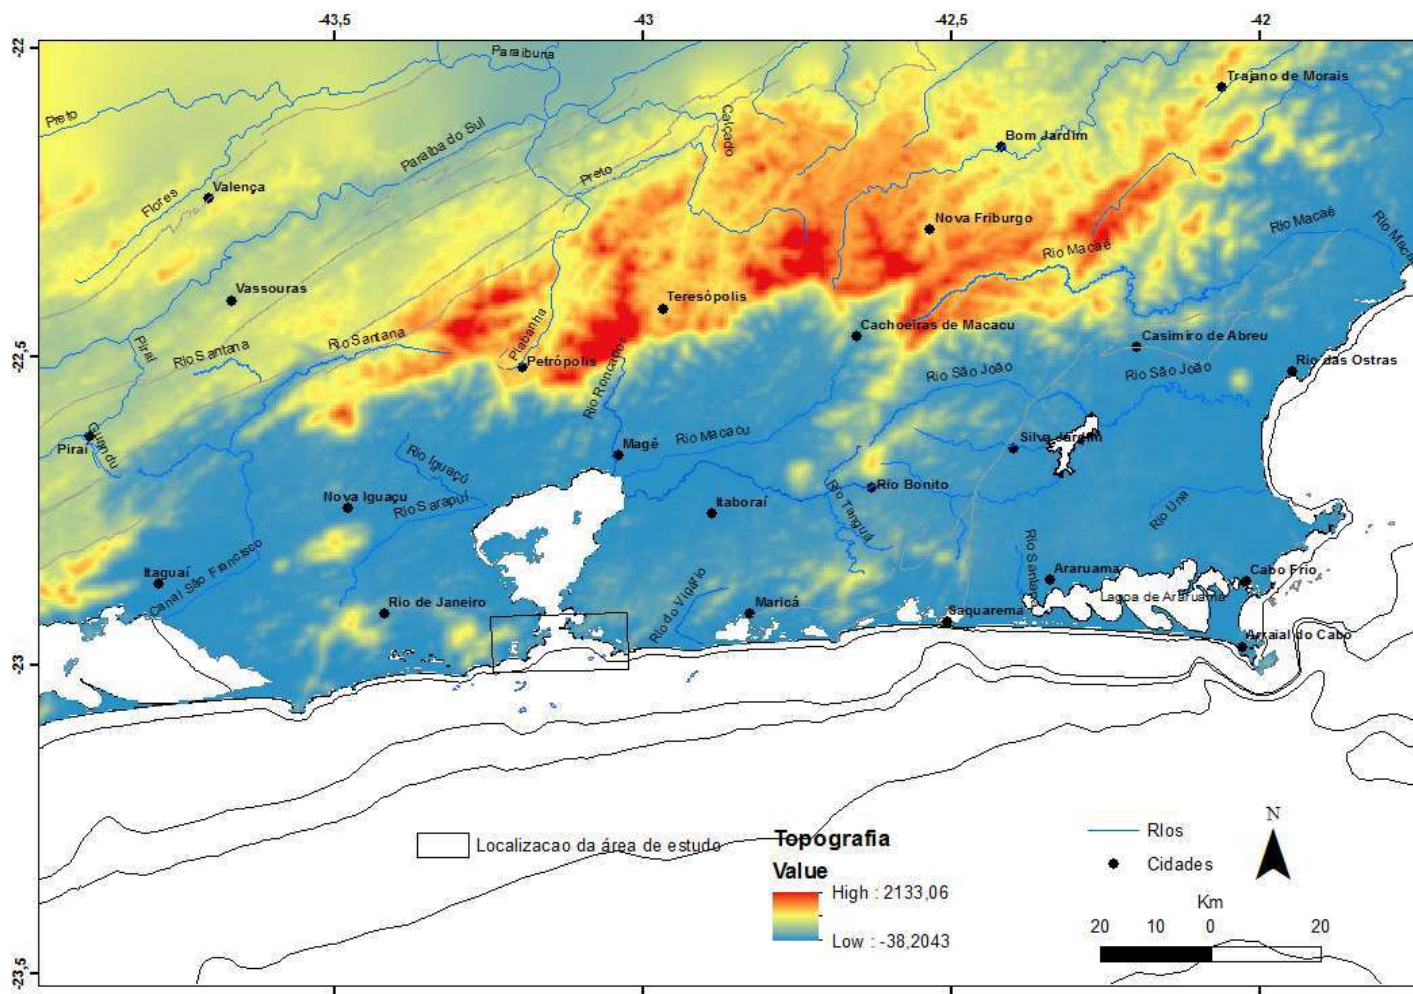 -43,5
-43
-42,5
-42
-22
Paraibuna
Trajano de Morais
Preto
Calçado
Paraiba do Sul
Bom Jardim
Preto
Flores
Valença
Nova Friburgo
Rio Macaé
Rio Macaé
Vassouras
Teresópolis
Cachoeiras de Macacu
Casimiro de Abreu
Piraí
Rio Santana
Rio Santana
Piabanha
Petrópolis
-22,5
Rio das Ostras
Rio São João
Rio São João
Rio Roncador
Rio Macacu
Magé
Silva Jardim
Piraí
Guandu
Rio Iguaçú
Nova Iguaçu
Rio Sarapuí
Itaboraí
Rio Bonito
Rio Tanguá
Rio Una
Itaguaí
Canal São Francisco
Araruama
Cabo Frio
Lagoa de Araruama
Rio de Janeiro
Rio do Vigário
Maricá
Saquarema
Arraial do Cabo
-23
Localizacao da área de estudo
Topografia
Value
High : 2133,06
Low : -38,2043
RIos
Cidades
N
Km
20 10 0 20
-23,5